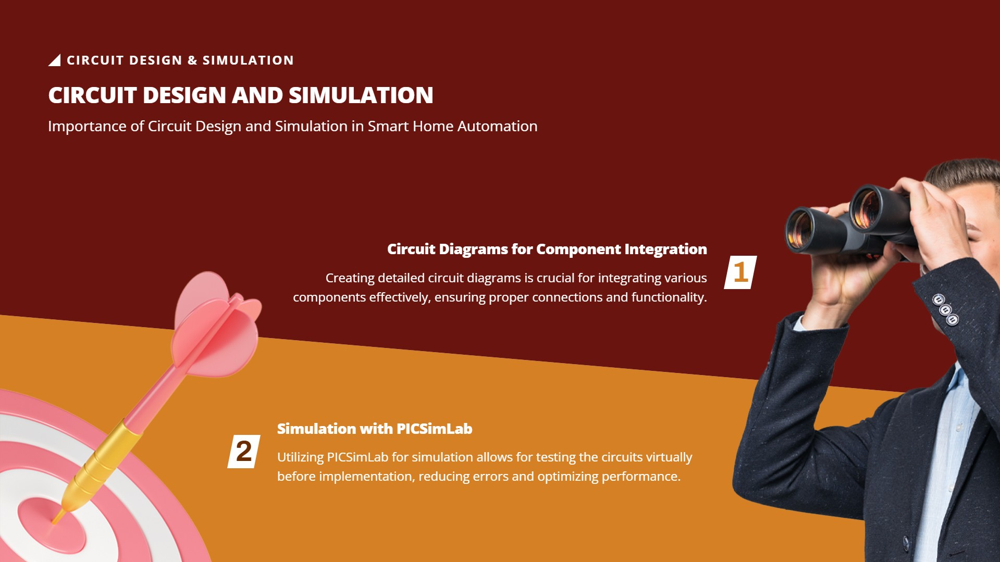 CIRCUIT DESIGN & SIMULATION
CIRCUIT DESIGN AND SIMULATION
Importance of Circuit Design and Simulation in Smart Home Automation
Circuit Diagrams for Component Integration
Creating detailed circuit diagrams is crucial for integrating various
components effectively, ensuring proper connections and functionality.
1
2
Simulation with PICSimLab
Utilizing PICSimLab for simulation allows for testing the circuits virtually
before implementation, reducing errors and optimizing performance.